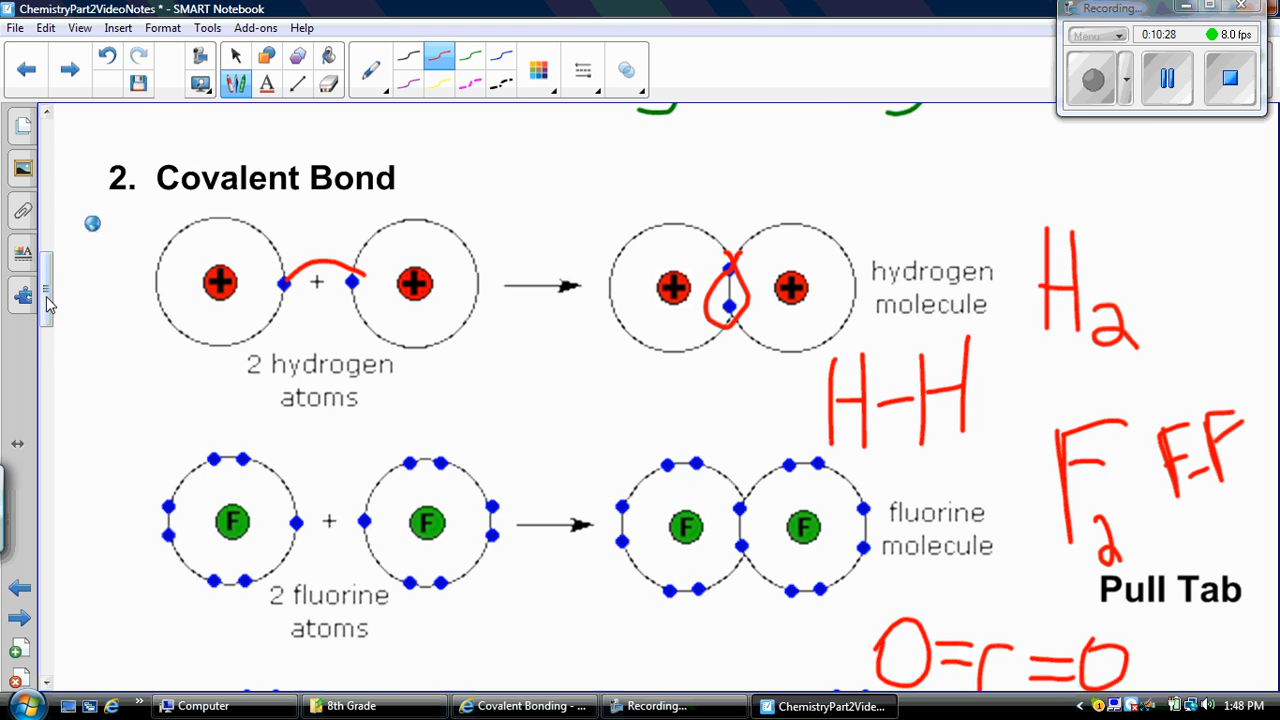 ChemistryPart2VideoNotes * - SMART Notebook
Recording...
File Edit View Insert Format Tools Add-ons Help
Menu
0:10:28
8.0 fps
2. Covalent Bond
+
+
+
+
+
2 hydrogen
atoms
hydrogen
molecule
H2
H-H
F
F
+
F
F
2 fluorine
atoms
fluorine
molecule
F2
F-F
Pull Tab
O=C=O
Computer
8th Grade
Covalent Bonding - ...
Recording...
ChemistryPart2Vide...
1:48 PM